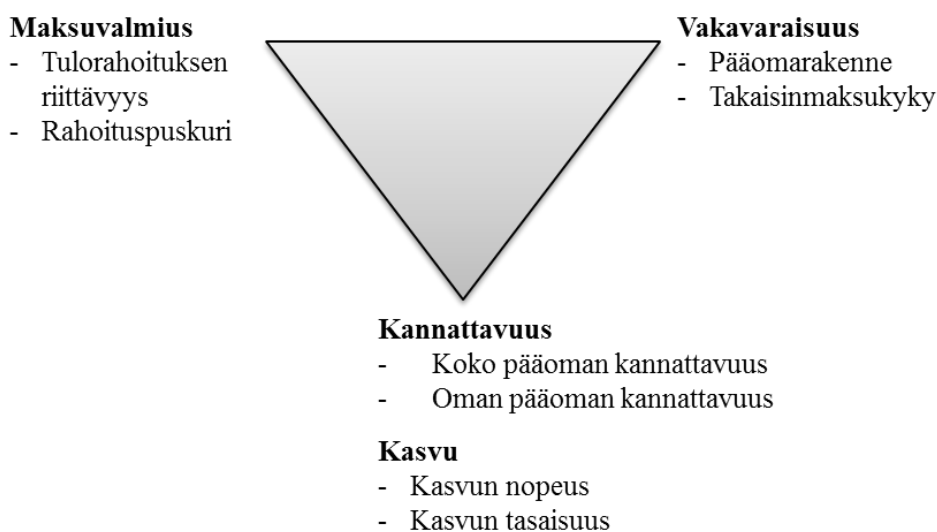 Maksuvalmius
- Tulorahoituksen
riittävyys
- Rahoituspuskuri
Vakavaraisuus
- Pääomarakenne
- Takaisinmaksukyky
Kannattavuus
- Koko pääoman kannattavuus
- Oman pääoman kannattavuus
Kasvu
- Kasvun nopeus
- Kasvun tasaisuus